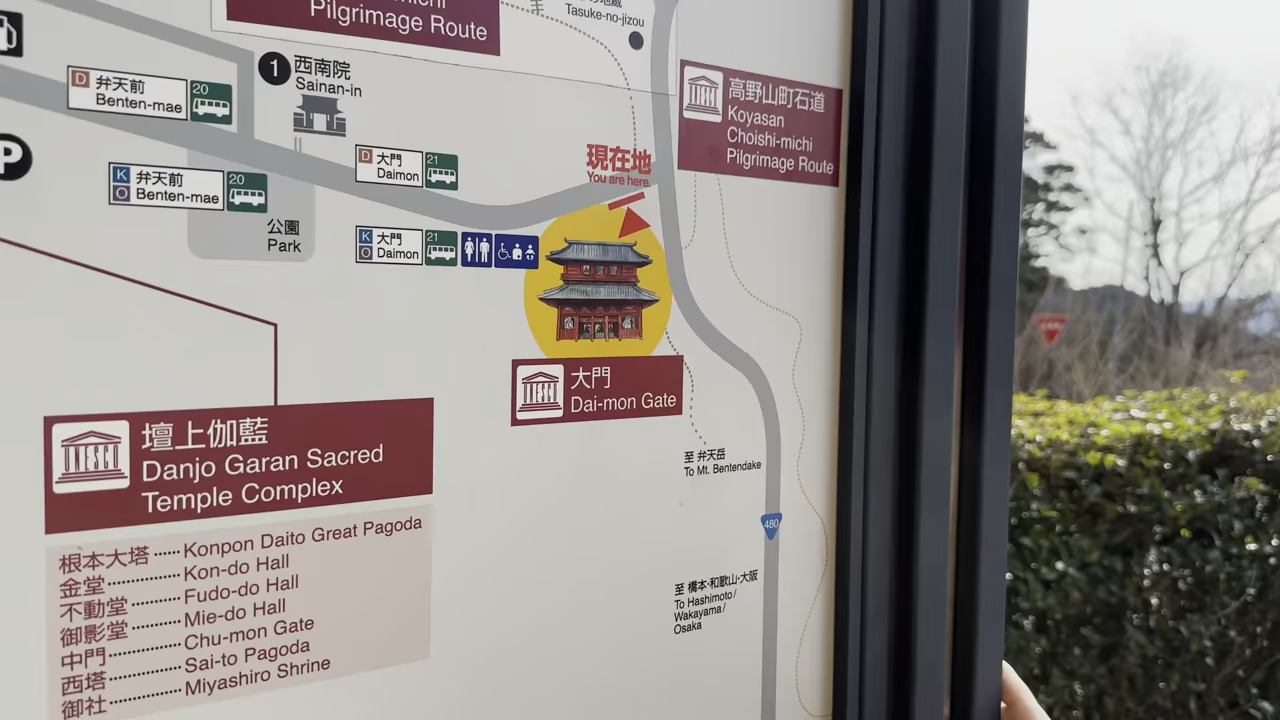 Pilgrimage Route
Tasuke-no-jizou
D 弁天前
Benten-mae
20
1 西南院
Sainan-in
P
K 弁天前
O Benten-mae
20
公園
Park
D 大門
Daimon
21
K 大門
O Daimon
21
現在地
You are here.
UNESCO
高野山町石道
Koyasan
Choishi-michi
Pilgrimage Route
UNESCO
大門
Dai-mon Gate
至 弁天岳
To Mt. Bentendake
480
至 橋本・和歌山・大阪
To Hashimoto/
Wakayama/
Osaka
UNESCO
壇上伽藍
Danjo Garan Sacred
Temple Complex
根本大塔 ······ Konpon Daito Great Pagoda
金堂 ··············· Kon-do Hall
不動堂 ··········· Fudo-do Hall
御影堂 ··········· Mie-do Hall
中門 ··············· Chu-mon Gate
西塔 ··············· Sai-to Pagoda
御社 ··············· Miyashiro Shrine